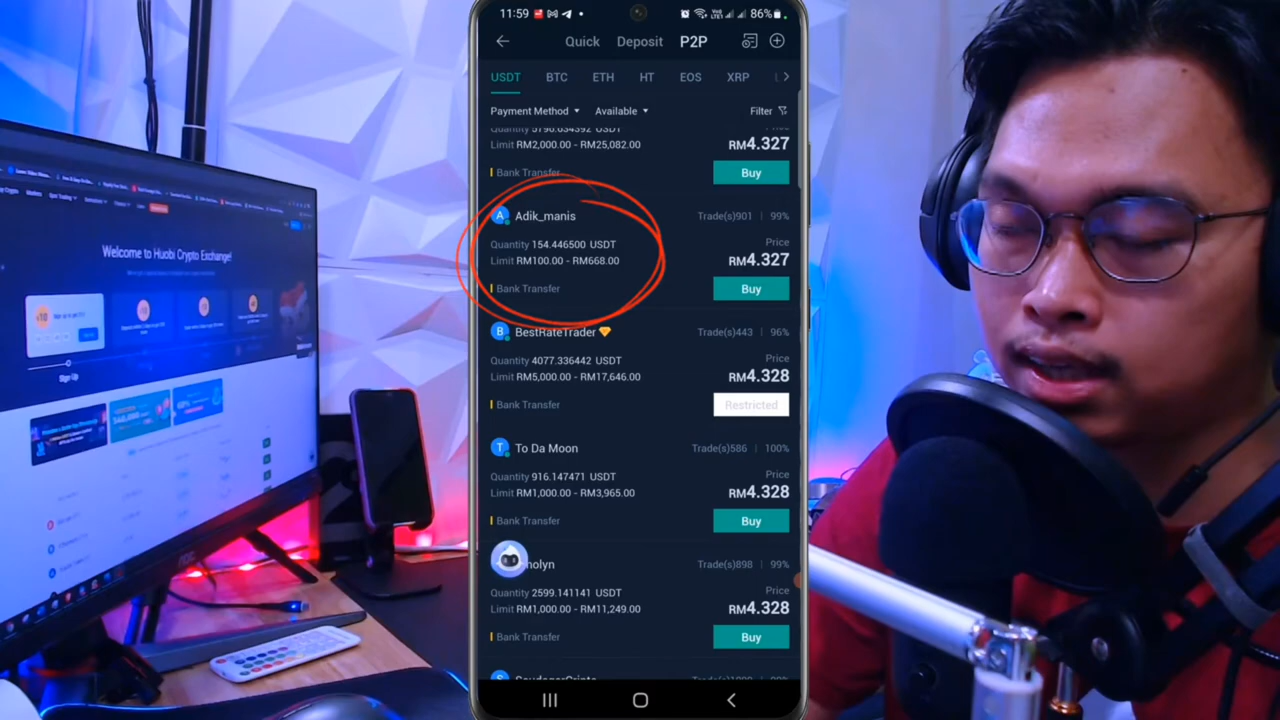 11:59
86%
Quick Deposit P2P
USDT BTC ETH HT EOS XRP
Payment Method Available Filter
Limit RM2,000.00 - RM25,082.00
RM4.327
Bank Transfer
Buy
A Adik_manis Trade(s)901 | 99%
Quantity 154.446500 USDT Price
Limit RM100.00 - RM668.00 RM4.327
Bank Transfer Buy
B BestRateTrader Trade(s)443 | 96%
Quantity 4077.336442 USDT Price
Limit RM5,000.00 - RM17,646.00 RM4.328
Bank Transfer Restricted
T To Da Moon Trade(s)586 | 100%
Quantity 916.147471 USDT Price
Limit RM1,000.00 - RM3,965.00 RM4.328
Bank Transfer Buy
Trade(s)898 | 99%
Quantity 2599.141141 USDT Price
Limit RM1,000.00 - RM11,249.00 RM4.328
Bank Transfer Buy
Welcome to Huobi Crypto Exchange!
Sign Up
AOC